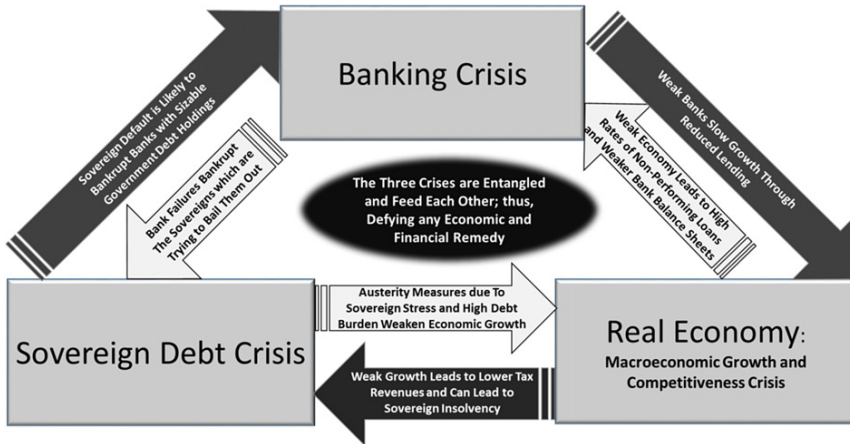 Banking Crisis
Sovereign Default is Likely to
Bankrupt Banks with Sizable
Government Debt Holdings
Bank Failures Bankrupt
The Sovereigns which are
Trying to Bail Them Out
Weak Banks Slow Growth Through
Reduced Lending
Weak Economy Leads to High
Rates of Non-Performing Loans
and Weaker Bank Balance Sheets
The Three Crises are Entangled
and Feed Each Other; thus,
Defying any Economic and
Financial Remedy
Sovereign Debt Crisis
Austerity Measures due To
Sovereign Stress and High Debt
Burden Weaken Economic Growth
Weak Growth Leads to Lower Tax
Revenues and Can Lead to
Sovereign Insolvency
Real Economy:
Macroeconomic Growth and
Competitiveness Crisis